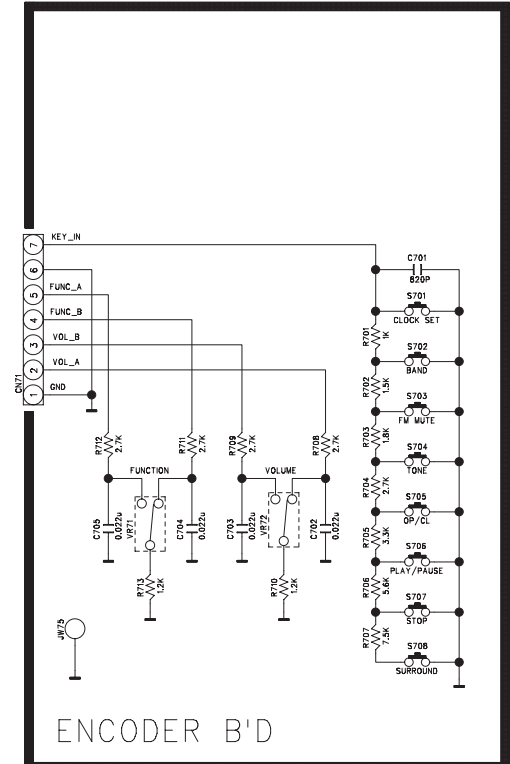 KEY_IN
7
6
FUNC_A
5
FUNC_B
4
VOL_B
3
VOL_A
2
GND
1
CN71
C701
820P
S701
CLOCK SET
R701
1K
S702
BAND
R702
1.5K
S703
FM MUTE
R703
1.8K
S704
TONE
R704
2.7K
S705
OP/CL
R705
3.3K
S706
PLAY/PAUSE
R706
5.6K
S707
STOP
R707
7.5K
S708
SURROUND
R712
2.7K
R711
2.7K
R709
2.7K
R708
2.7K
FUNCTION
VOLUME
C705
0.022u
VR71
C704
0.022u
C703
0.022u
VR72
C702
0.022u
R713
1.2K
R710
1.2K
JW75
ENCODER B'D